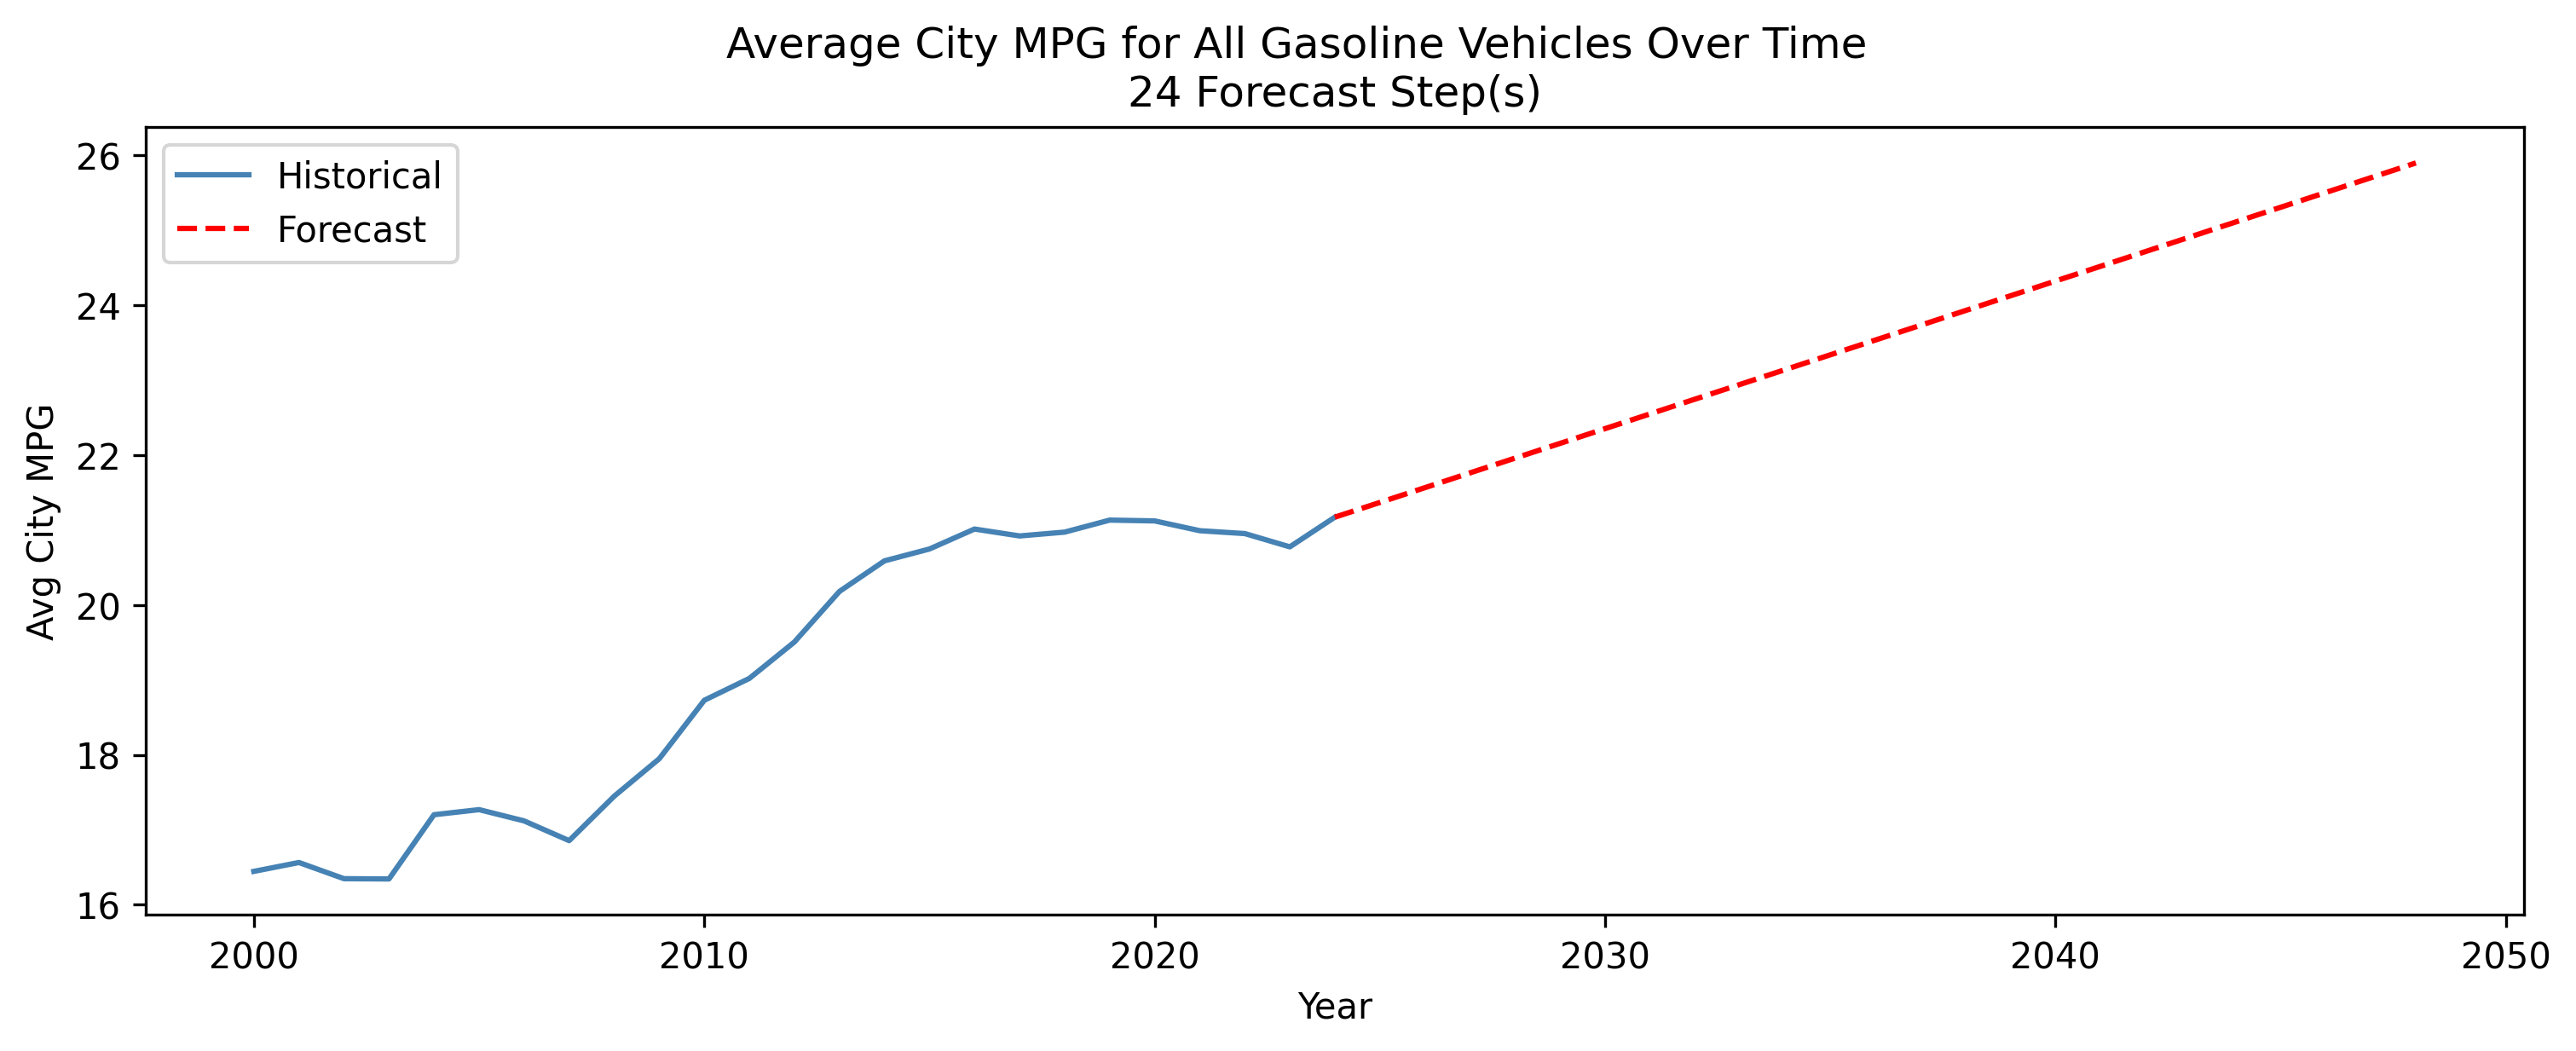 Average City MPG for All Gasoline Vehicles Over Time
24 Forecast Step(s)
Historical
Forecast
26
24
22
20
18
16
Avg City MPG
2000
2010
2020
2030
2040
2050
Year